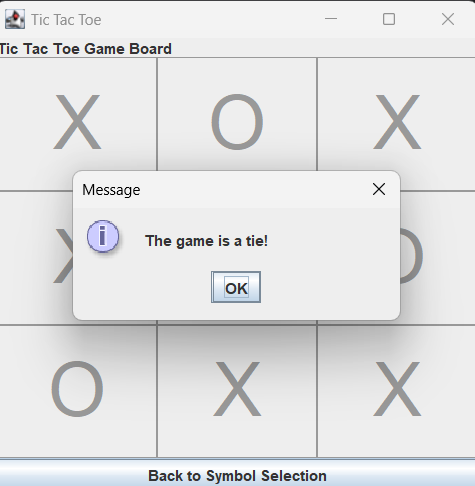 Tic Tac Toe
Tic Tac Toe Game Board
X O X
Message
X O
The game is a tie!
OK
O X X
Back to Symbol Selection